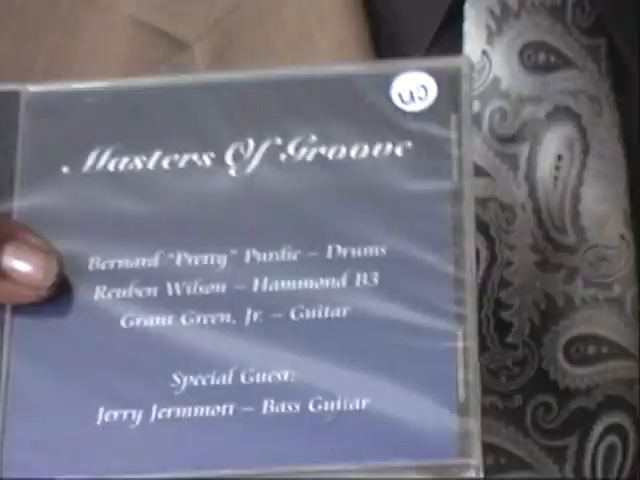 Masters Of Groove
Bernard "Pretty" Purdie – Drums
Reuben Wilson – Hammond B3
Grant Green, Jr. – Guitar
Special Guest:
Jerry Jermmott – Bass Guitar